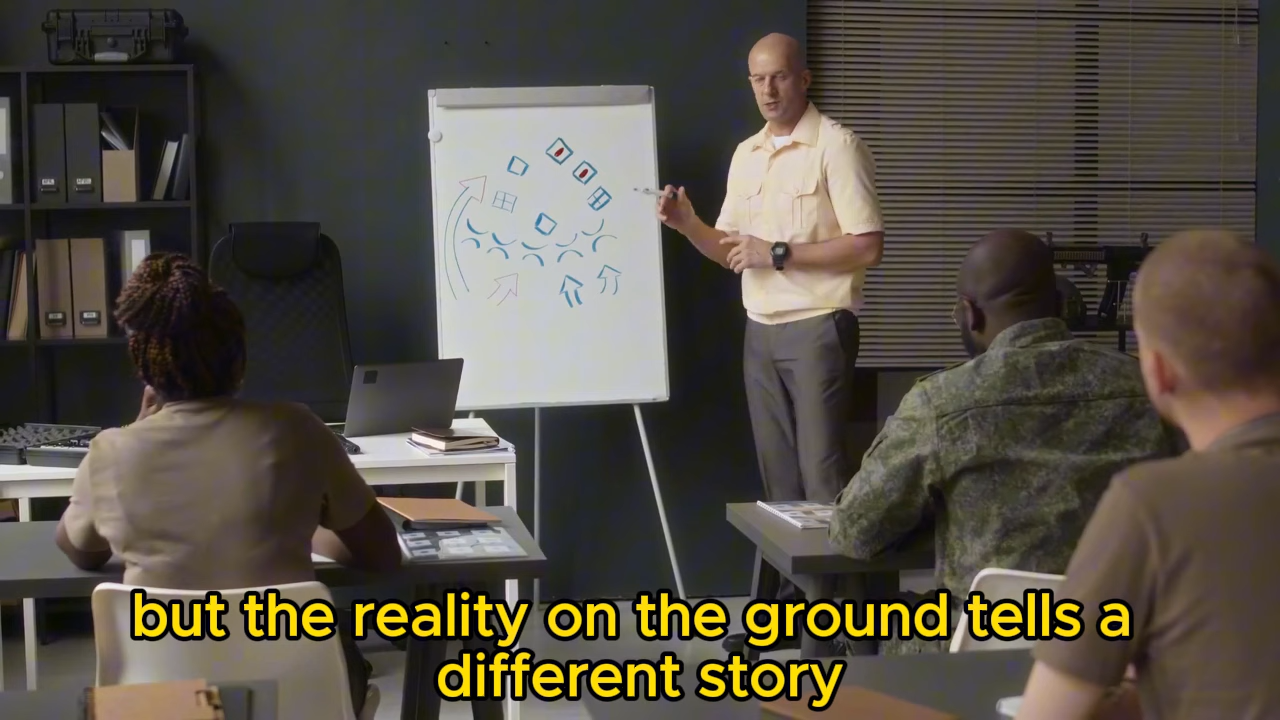 but the reality on the ground tells a
different story